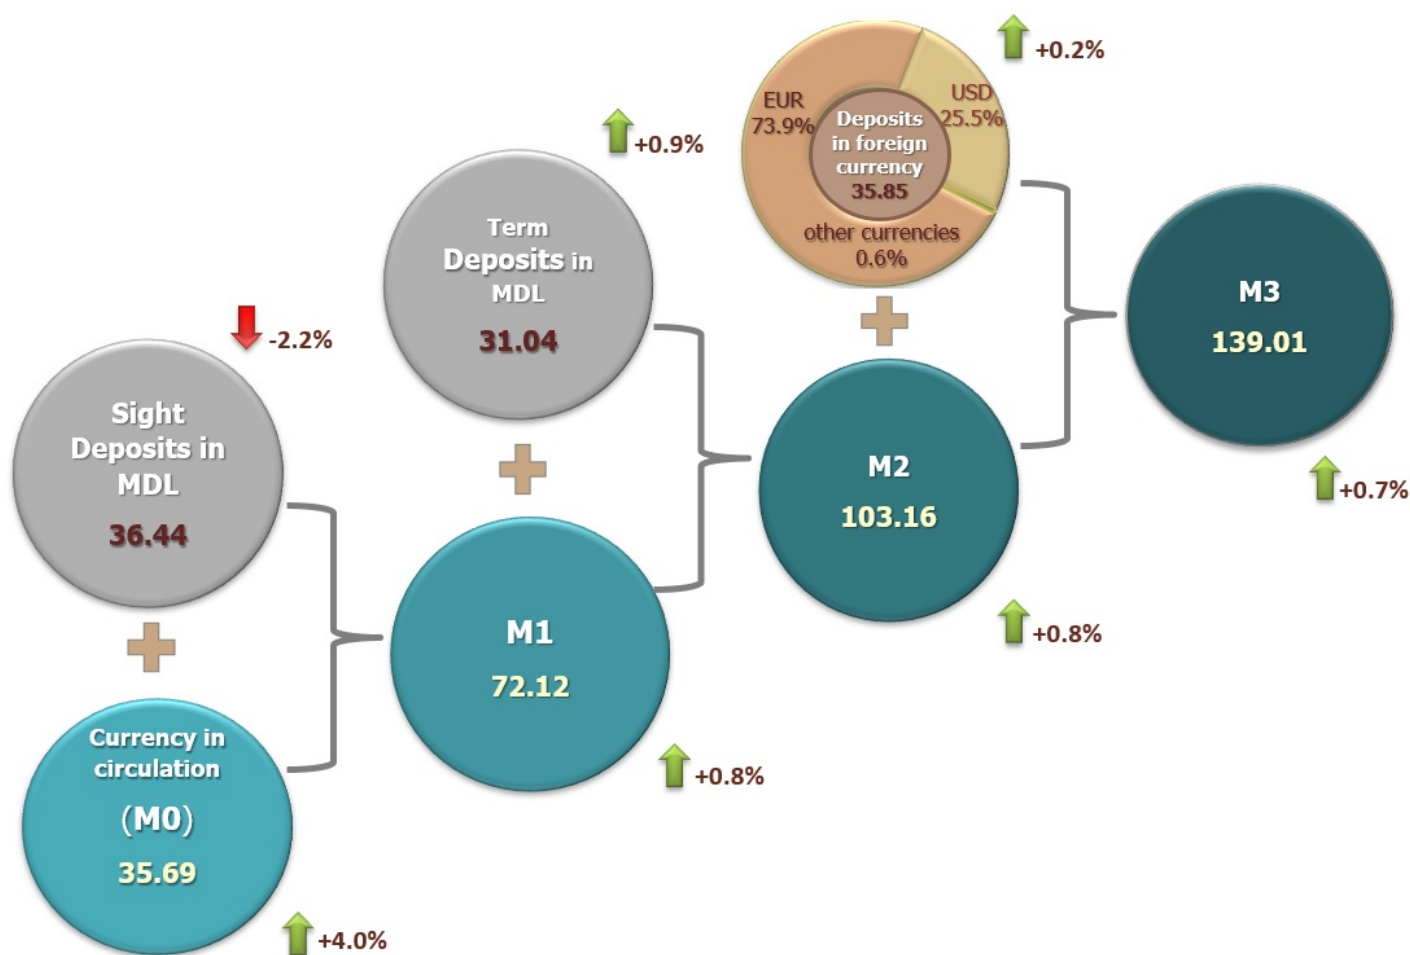 Sight
Deposits in
MDL
36.44
-2.2%
Currency in
circulation
(M0)
35.69
+4.0%
Term
Deposits in
MDL
31.04
+0.9%
M1
72.12
+0.8%
EUR
73.9%
USD
25.5%
Deposits
in foreign
currency
35.85
other currencies
0.6%
+0.2%
M2
103.16
+0.8%
M3
139.01
+0.7%